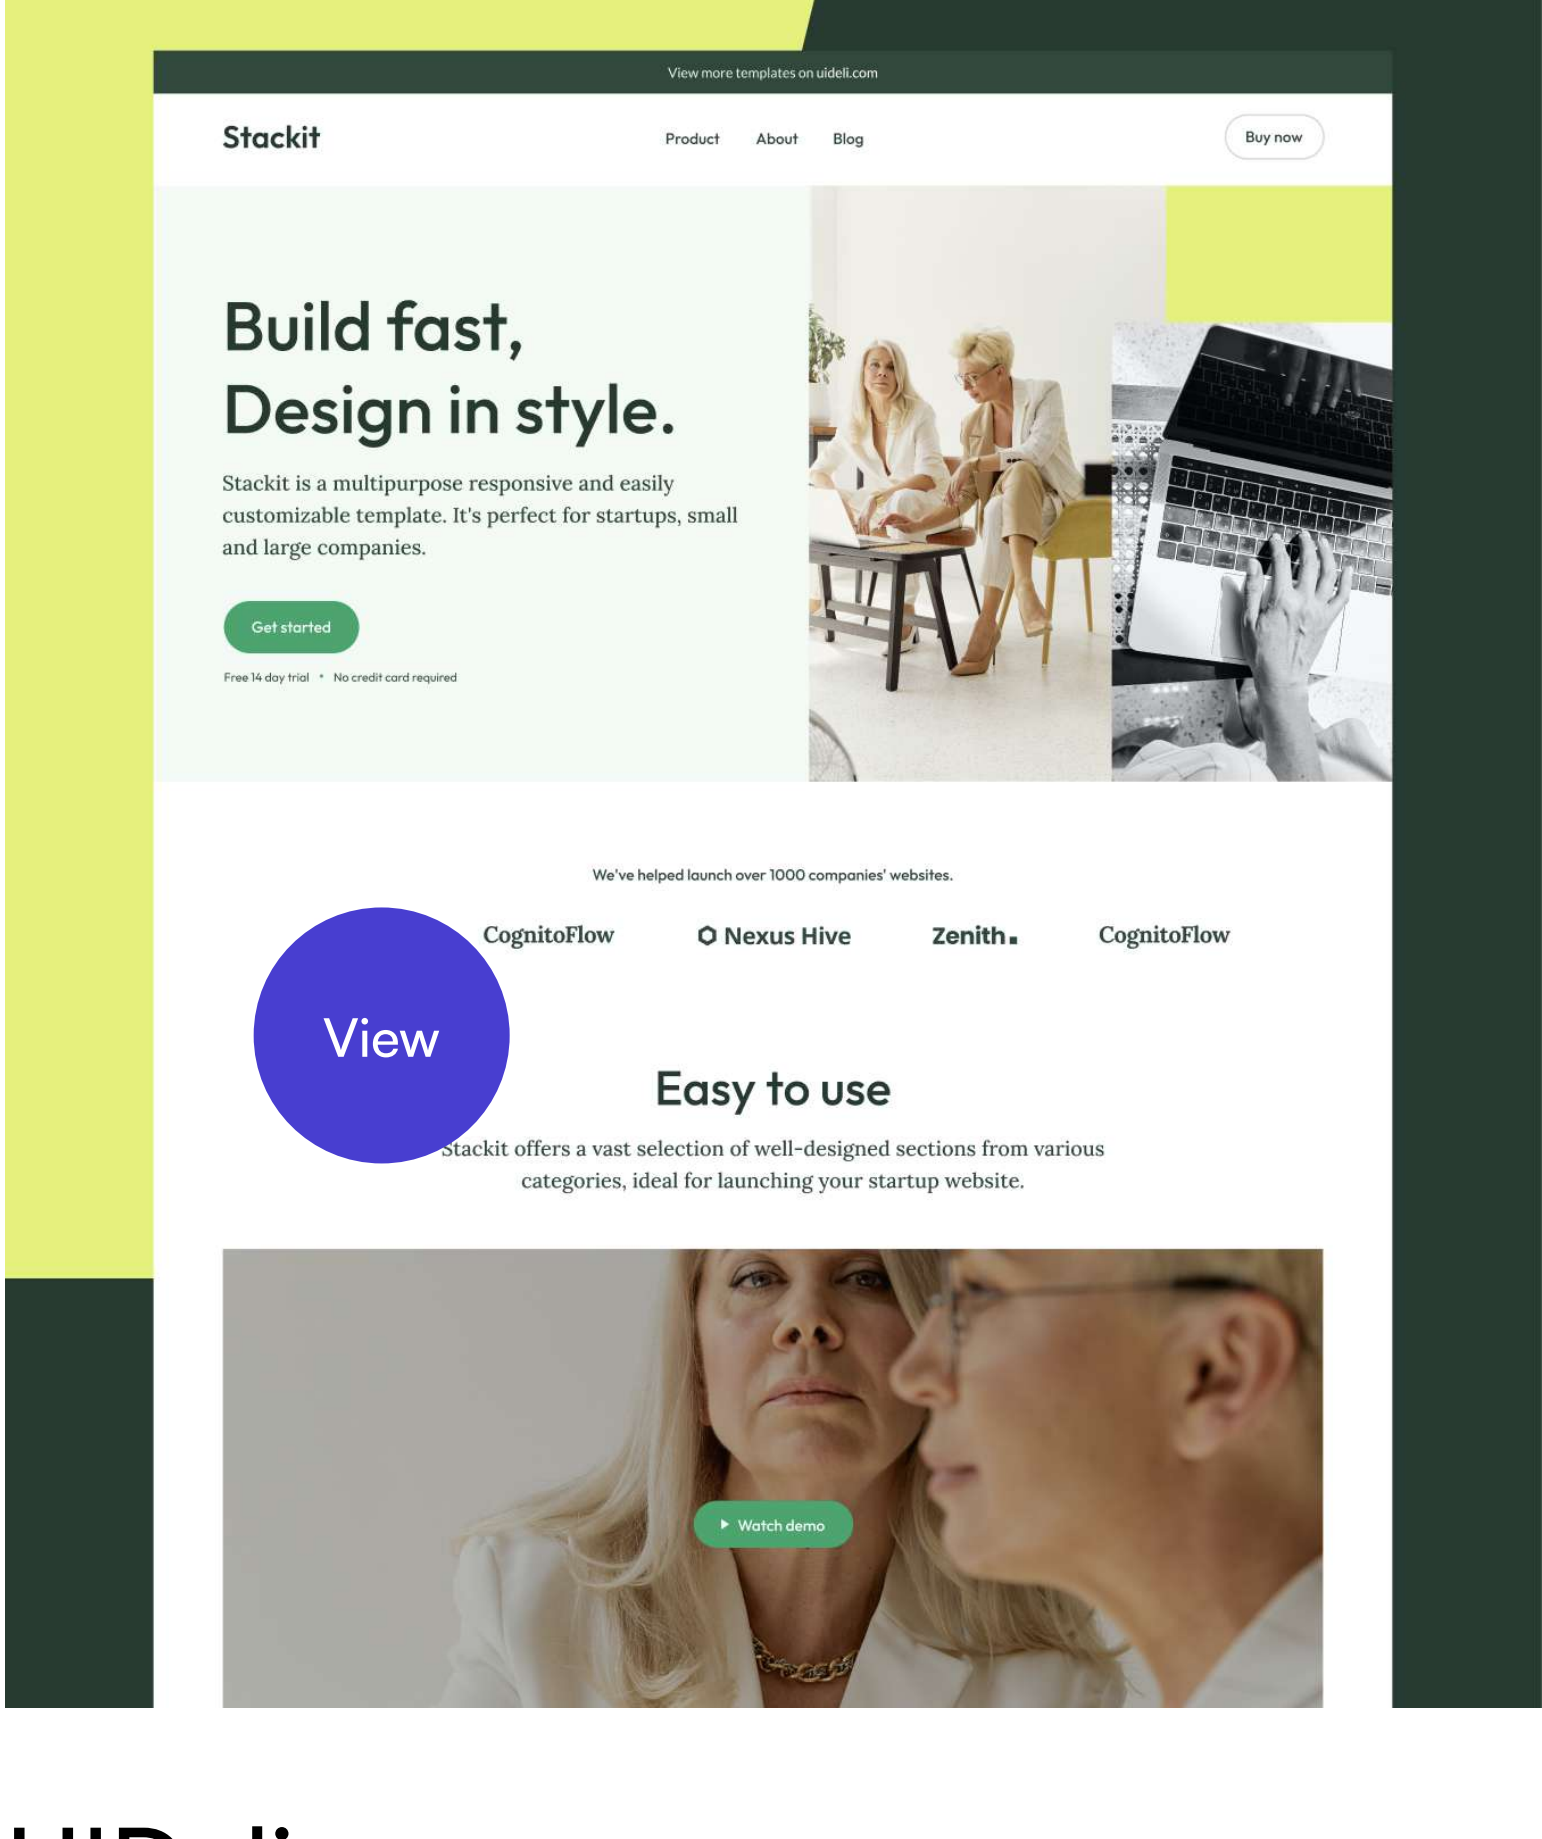 View more templates on uideli.com
Stackit
Product About Blog
Buy now
Build fast,
Design in style.
Stackit is a multipurpose responsive and easily
customizable template. It's perfect for startups, small
and large companies.
Get started
Free 14 day trial • No credit card required
We've helped launch over 1000 companies' websites.
CognitoFlow Nexus Hive Zenith CognitoFlow
View
Easy to use
Stackit offers a vast selection of well-designed sections from various
categories, ideal for launching your startup website.
Watch demo